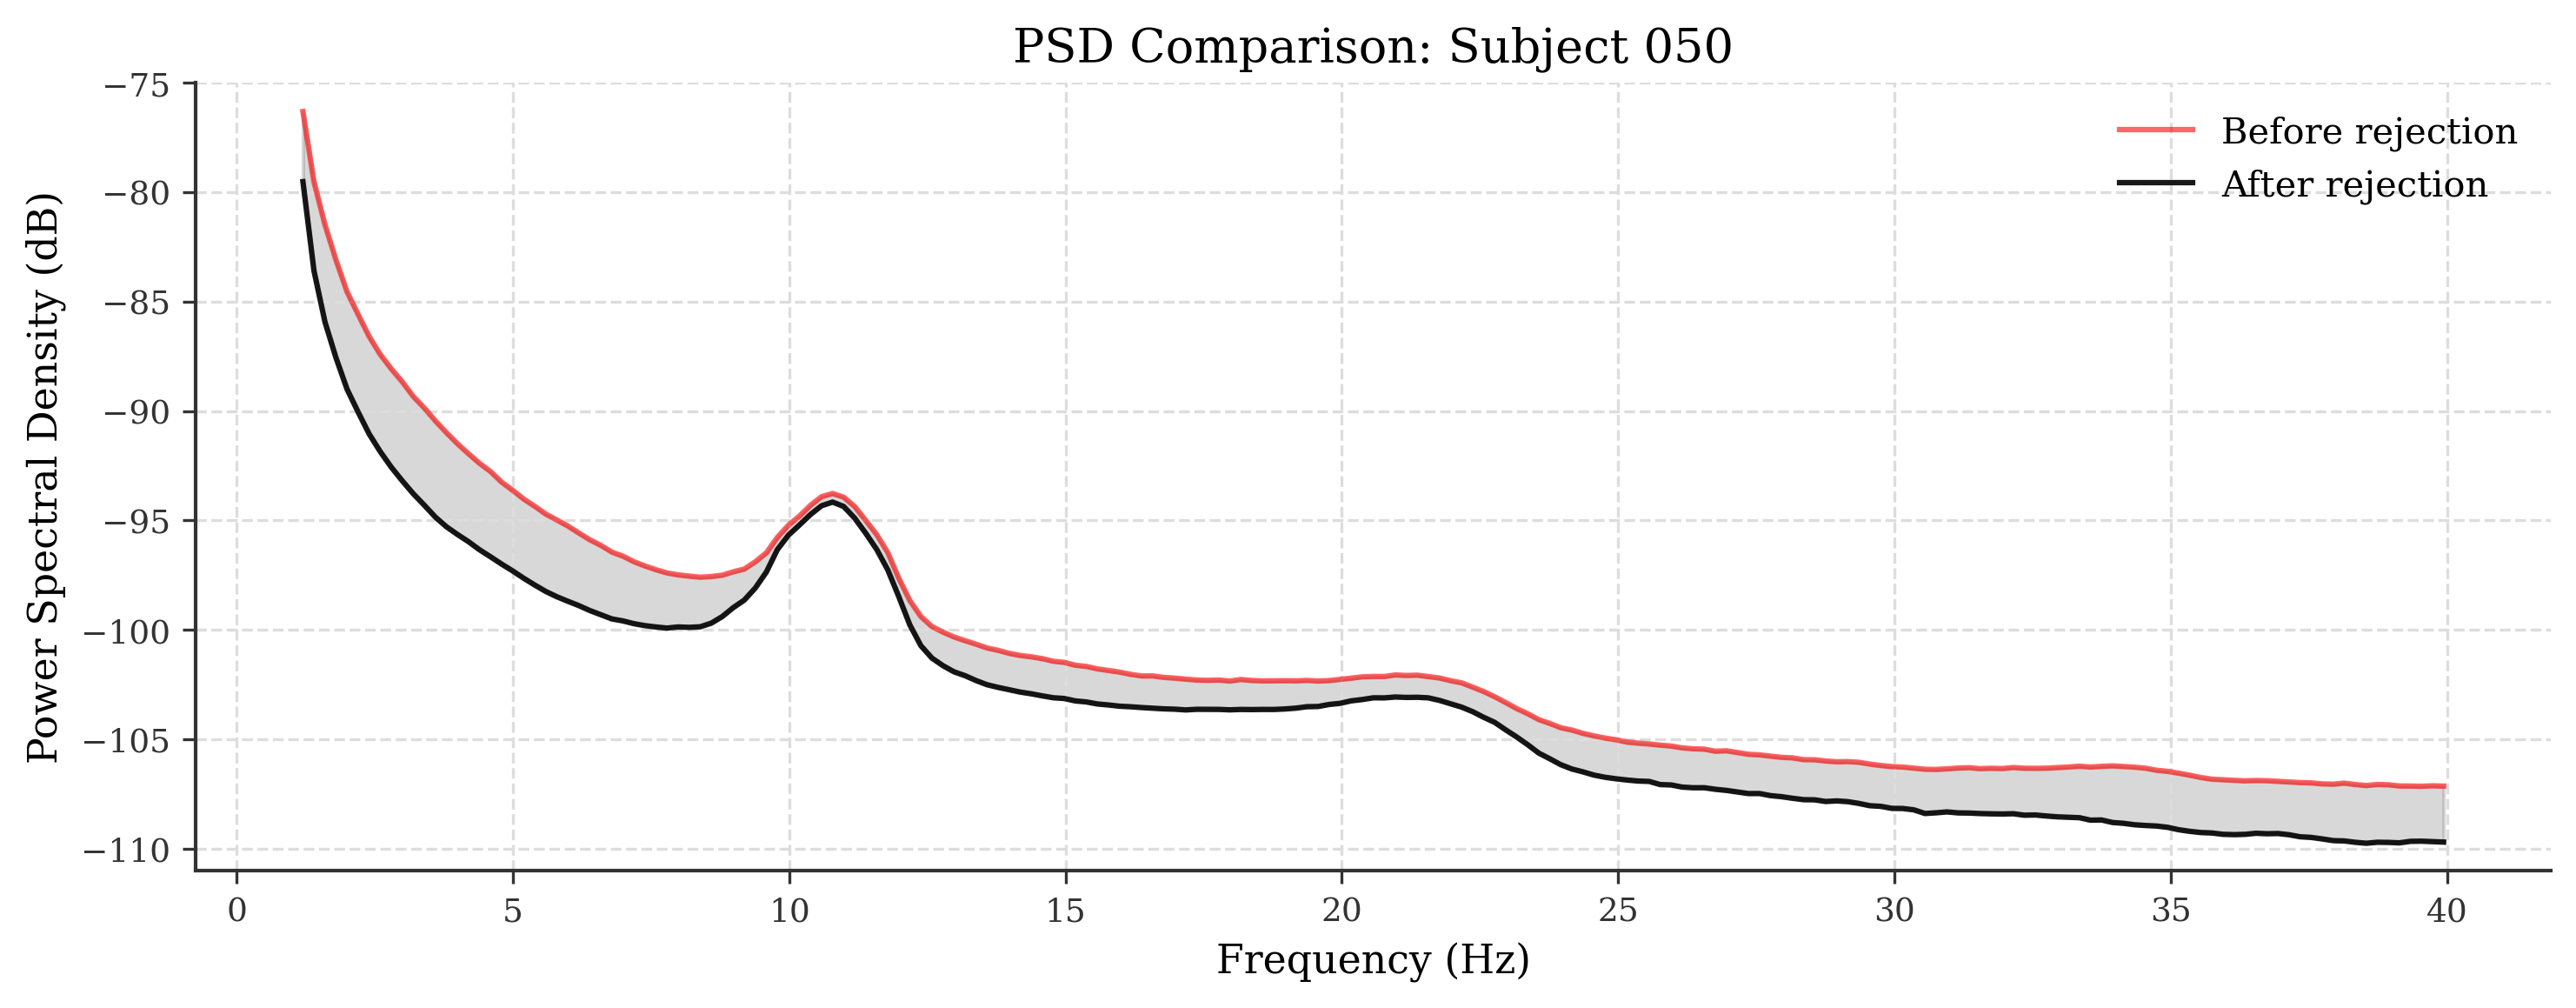 PSD Comparison: Subject 050
Power Spectral Density (dB)
−75
−80
−85
−90
−95
−100
−105
−110
Before rejection
After rejection
0 5 10 15 20 25 30 35 40
Frequency (Hz)